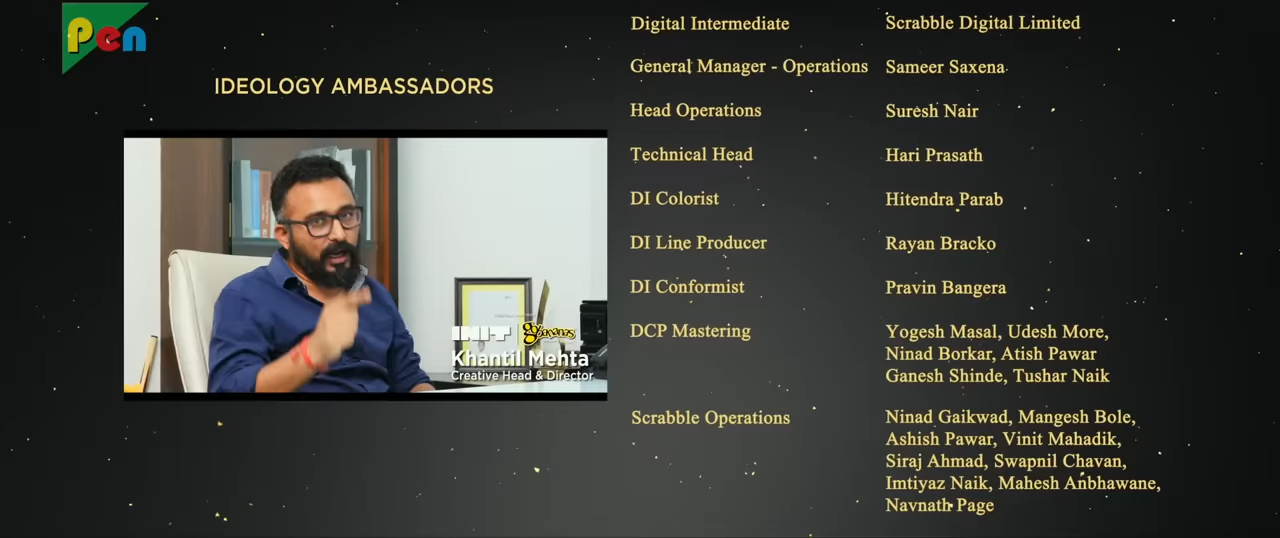 Pen
IDEOLOGY AMBASSADORS
INIT
Khantil Mehta
Creative Head & Director
Digital Intermediate Scrabble Digital Limited
General Manager - Operations Sameer Saxena
Head Operations Suresh Nair
Technical Head Hari Prasath
DI Colorist Hitendra Parab
DI Line Producer Rayan Bracko
DI Conformist Pravin Bangera
DCP Mastering Yogesh Masal, Udesh More,
Ninad Borkar, Atish Pawar
Ganesh Shinde, Tushar Naik
Scrabble Operations Ninad Gaikwad, Mangesh Bole,
Ashish Pawar, Vinit Mahadik,
Siraj Ahmad, Swapnil Chavan,
Imtiyaz Naik, Mahesh Anbhawane,
Navnath Page